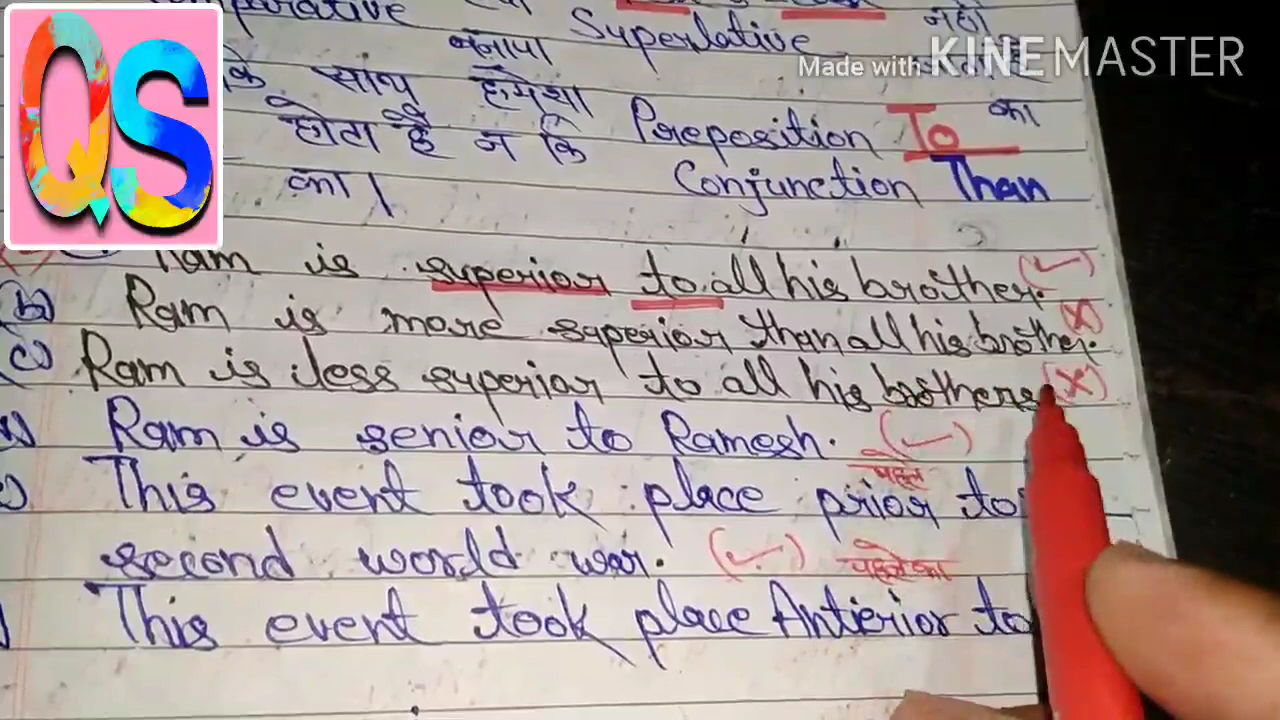 Superlative नहीं
बनाया
Made with KINEMASTER
QS
के साथ हमेशा
होता है न कि Preposition To का
का। Conjunction Than
Ram is superior to all his brother. (✓)
(b) Ram is more superior than all his brother. (X)
(c) Ram is less superior to all his brothers (X)
Ram is senior to Ramesh. (✓)
पहले
This event took place prior to
second world war. (✓) पहले का
This event took place Anterior to